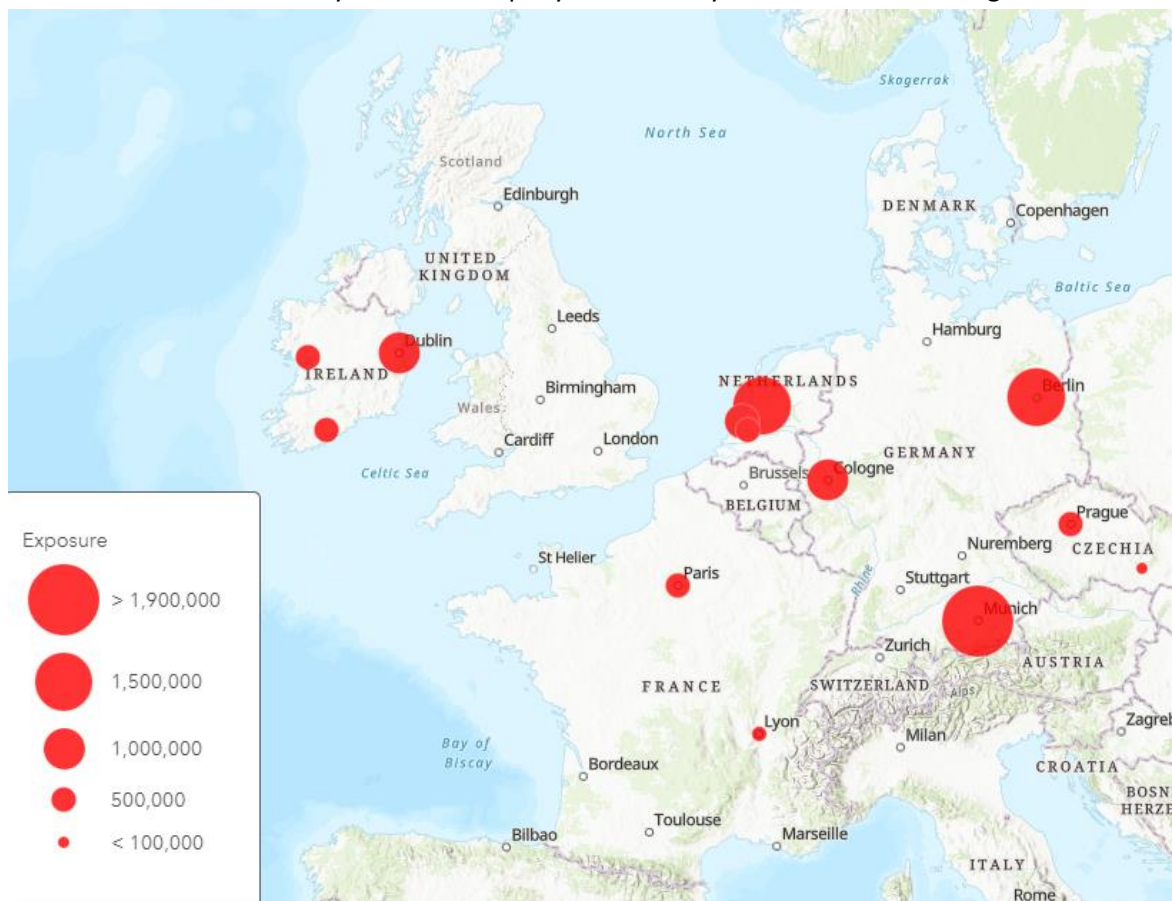 Skagerrak
North Sea
Scotland
Edinburgh
DENMARK
Copenhagen
UNITED
KINGDOM
Baltic Sea
Leeds
Hamburg
Dublin
IRELAND
NETHERLANDS
Birmingham
Berlin
Wales
Cardiff
London
GERMANY
Celtic Sea
Brussels
Cologne
BELGIUM
Prague
CZECHIA
Nuremberg
St Helier
Paris
Rhine
Stuttgart
Munich
Zurich
AUSTRIA
SWITZERLAND
Alps
FRANCE
Lyon
Milan
Zagreb
Bay of
Biscay
Bordeaux
CROATIA
BOSN
HERZE
Toulouse
Marseille
Bilbao
ITALY
Rome
Exposure
> 1,900,000
1,500,000
1,000,000
500,000
< 100,000